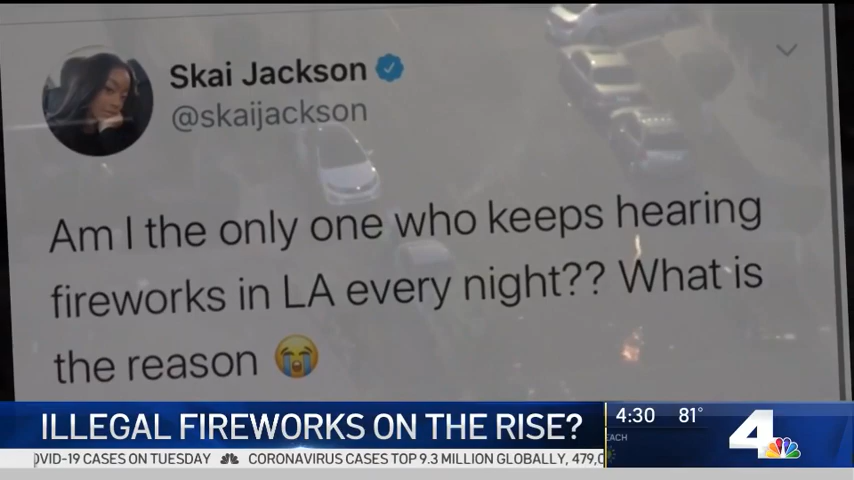 Skai Jackson
@skaijackson
Am I the only one who keeps hearing
fireworks in LA every night?? What is
the reason 😭
ILLEGAL FIREWORKS ON THE RISE?
4:30 81°
EACH
4
OVID-19 CASES ON TUESDAY CORONAVIRUS CASES TOP 9.3 MILLION GLOBALLY, 479,0